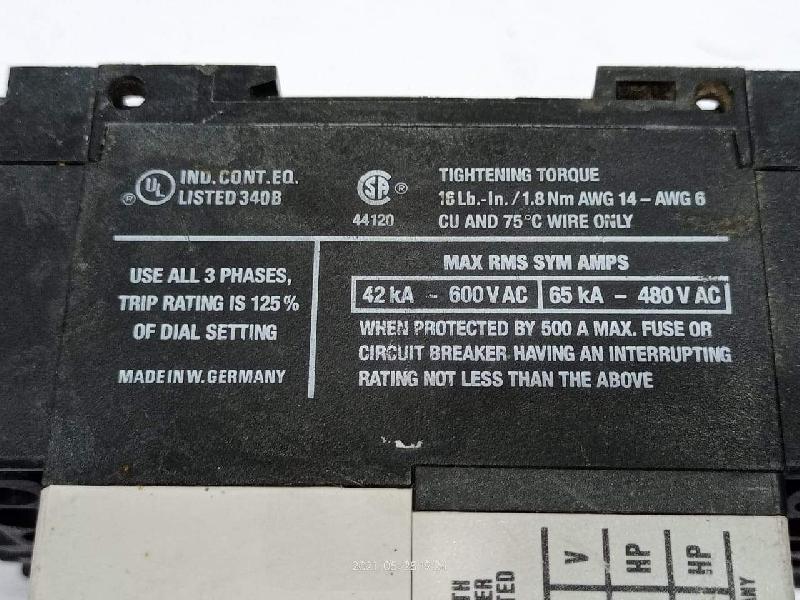 UL ® IND. CONT. EQ.
LISTED 340B
SA ®
44120
TIGHTENING TORQUE
16 Lb.-In. / 1.8 Nm AWG 14 – AWG 6
CU AND 75°C WIRE ONLY
USE ALL 3 PHASES,
TRIP RATING IS 125%
OF DIAL SETTING
MADE IN W. GERMANY
MAX RMS SYM AMPS
42 kA – 600 V AC 65 kA – 480 V AC
WHEN PROTECTED BY 500 A MAX. FUSE OR
CIRCUIT BREAKER HAVING AN INTERRUPTING
RATING NOT LESS THAN THE ABOVE
V
HP
HP